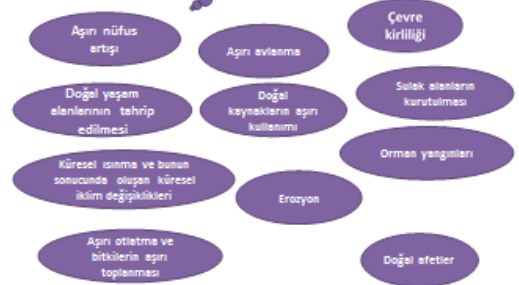 Aşırı nüfus
artışı
Aşırı avlanma
Çevre
kirliliği
Doğal yaşam
alanlarının tahrip
edilmesi
Doğal
kaynakların aşırı
kullanımı
Sulak alanların
kurutulması
Orman yangınları
Küresel ısınma ve bunun
sonucunda oluşan küresel
iklim değişiklikleri
Erozyon
Aşırı otlatma ve
bitkilerin aşırı
toplanması
Doğal afetler